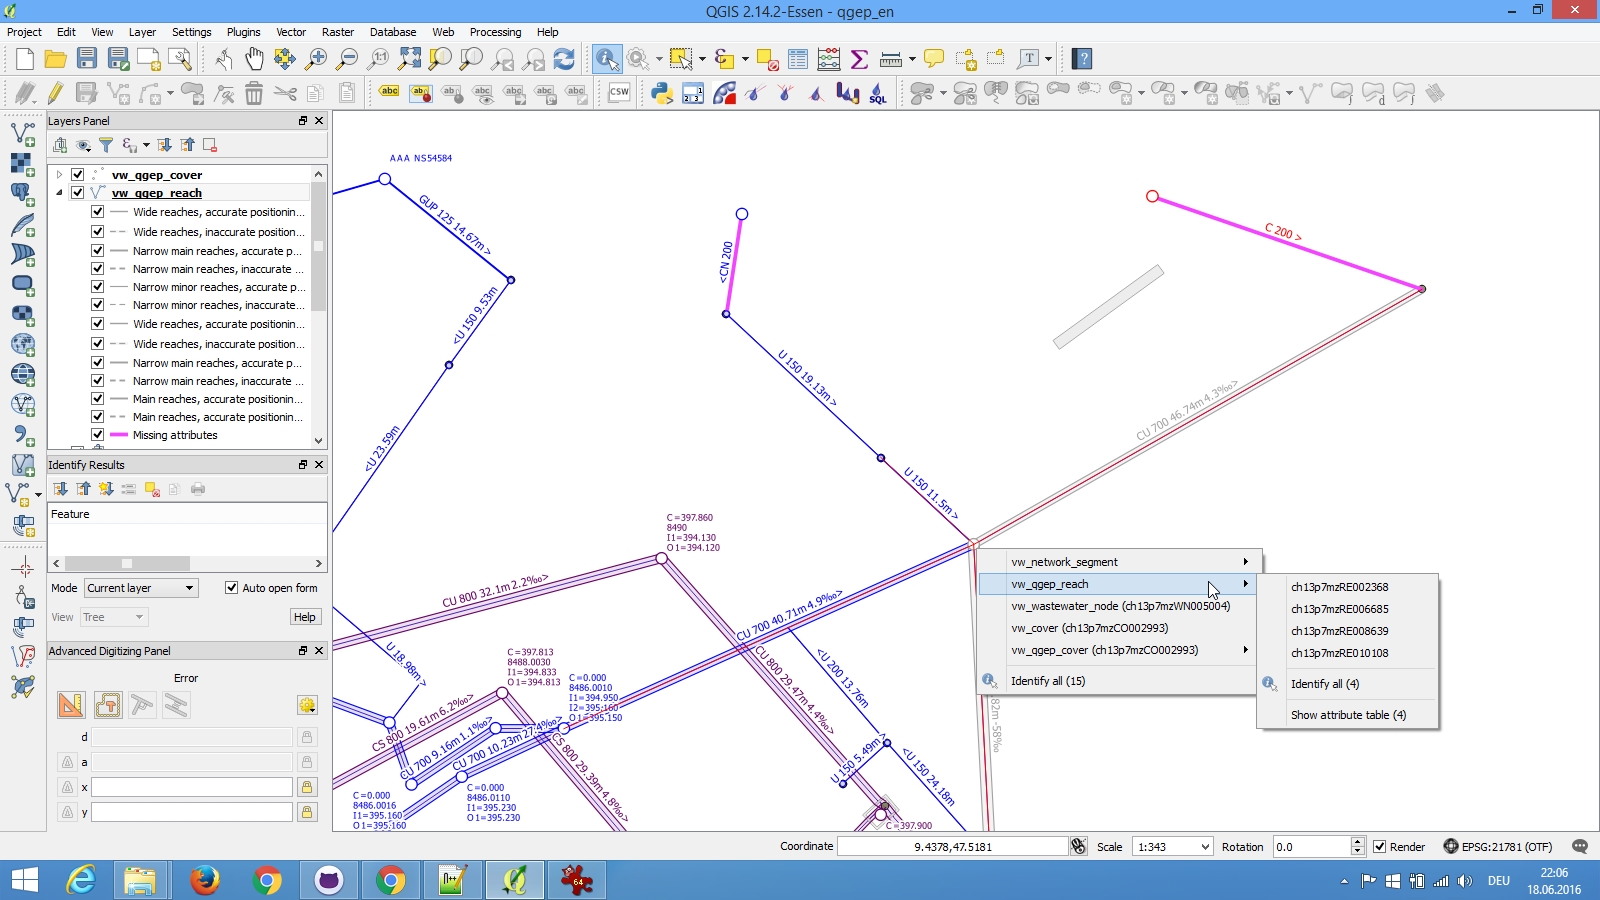 QGIS 2.14.2-Essen - qgep_en
Project Edit View Layer Settings Plugins Vector Raster Database Web Processing Help
Layers Panel
vw_qgep_cover
vw_qgep_reach
Wide reaches, accurate positionin...
Wide reaches, inaccurate position...
Narrow main reaches, accurate p...
Narrow main reaches, inaccurate ...
Narrow minor reaches, accurate p...
Narrow minor reaches, inaccurate...
Wide reaches, accurate positionin...
Wide reaches, inaccurate position...
Narrow main reaches, accurate p...
Narrow main reaches, inaccurate ...
Main reaches, accurate positionin...
Main reaches, accurate positionin...
Missing attributes
Identify Results
Feature
Mode Current layer Auto open form
View Tree Help
Advanced Digitizing Panel
Error
d
a
x
y
abc
CSW
SQL
AAA NS54584
GUP 125 14.67m >
<U 150 9.53m
<U 23.59m
<CN 200
U 150 19.13m >
U 150 11.5m >
C 200 >
CU 700 46.74m 4.3‰>
C=397.860
8490
I1=394.130
O1=394.120
CU 800 32.1m 2.2‰>
CU 700 40.71m 4.9‰>
U 18.98m>
C=397.813
8488.0030
I1=394.833
O1=394.813
C=0.000
8486.0010
I1=394.950
I2=395.160
O1=395.150
CU 800 29.47m 4.4‰>
<U 200 13.76m
CS 800 19.61m 6.2‰>
CU 700 9.16m 1.1‰>
CU 700 10.23m 27.4‰>
CS 800 29.39m 4.8‰>
U 150 5.49m >
<U 150 24.18m
C=0.000
8486.0016
I1=395.160
O1=395.160
C=0.000
8486.0110
I1=395.230
O1=395.230
C=397.900
82m -58‰
vw_network_segment
vw_qgep_reach
vw_wastewater_node (ch13p7mzWN005004)
vw_cover (ch13p7mzCO002993)
vw_qgep_cover (ch13p7mzCO002993)
Identify all (15)
ch13p7mzRE002368
ch13p7mzRE006685
ch13p7mzRE008639
ch13p7mzRE010108
Identify all (4)
Show attribute table (4)
Coordinate 9.4378,47.5181 Scale 1:343 Rotation 0.0 Render EPSG:21781 (OTF)
64
DEU
22:06
18.06.2016